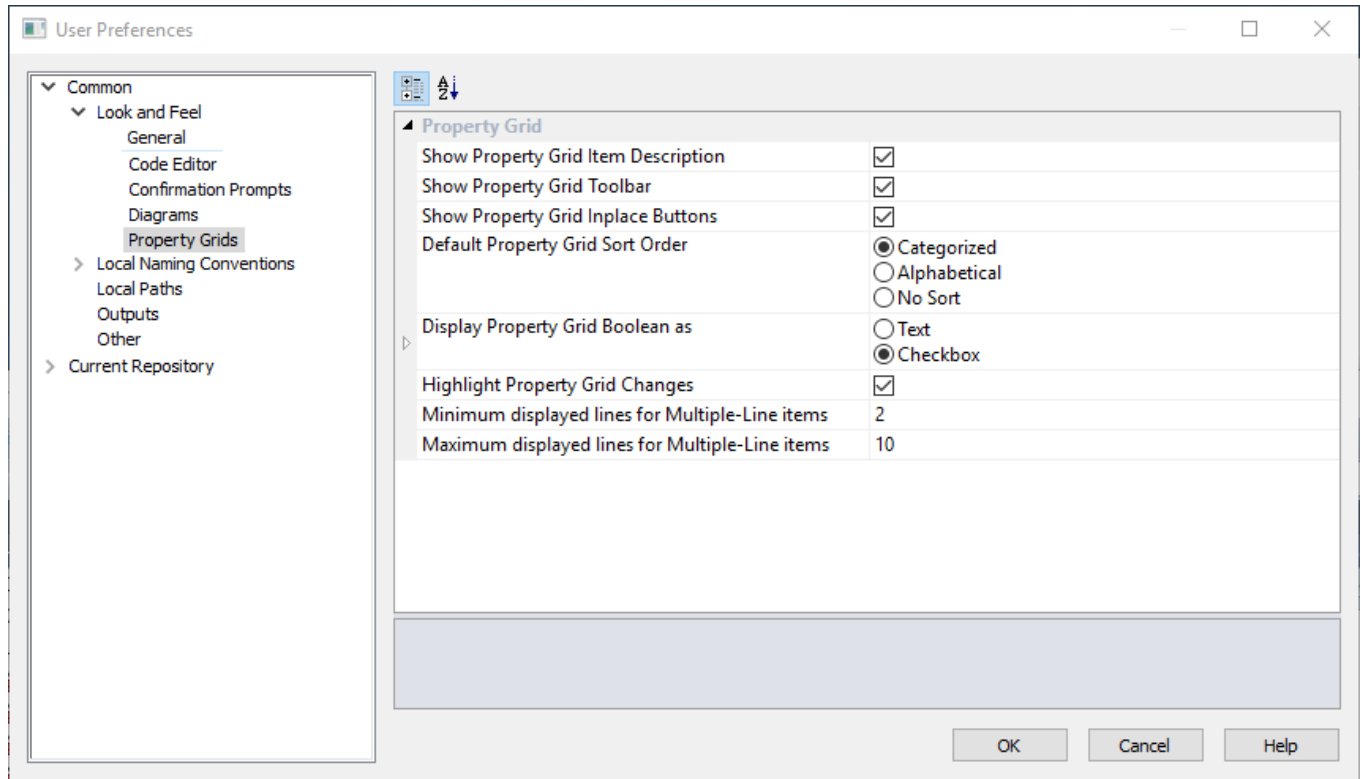 User Preferences
Common
Look and Feel
General
Code Editor
Confirmation Prompts
Diagrams
Property Grids
Local Naming Conventions
Local Paths
Outputs
Other
Current Repository
A
Z
Property Grid
Show Property Grid Item Description
Show Property Grid Toolbar
Show Property Grid Inplace Buttons
Default Property Grid Sort Order
Categorized
Alphabetical
No Sort
Display Property Grid Boolean as
Text
Checkbox
Highlight Property Grid Changes
Minimum displayed lines for Multiple-Line items 2
Maximum displayed lines for Multiple-Line items 10
OK Cancel Help